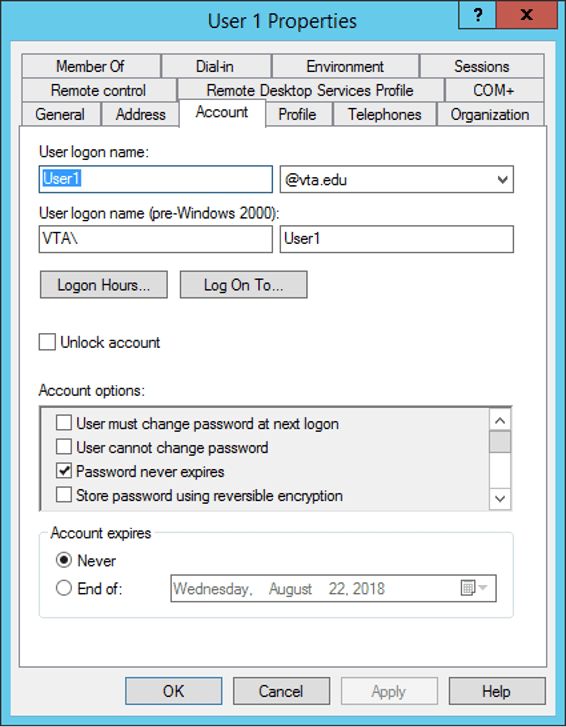 User 1 Properties
? x
Member Of Dial-in Environment Sessions
Remote control Remote Desktop Services Profile COM+
General Address Account Profile Telephones Organization
User logon name:
User1 @vta.edu
User logon name (pre-Windows 2000):
VTA\ User1
Logon Hours... Log On To...
Unlock account
Account options:
User must change password at next logon
User cannot change password
Password never expires
Store password using reversible encryption
Account expires
Never
End of: Wednesday, August 22, 2018
OK Cancel Apply Help